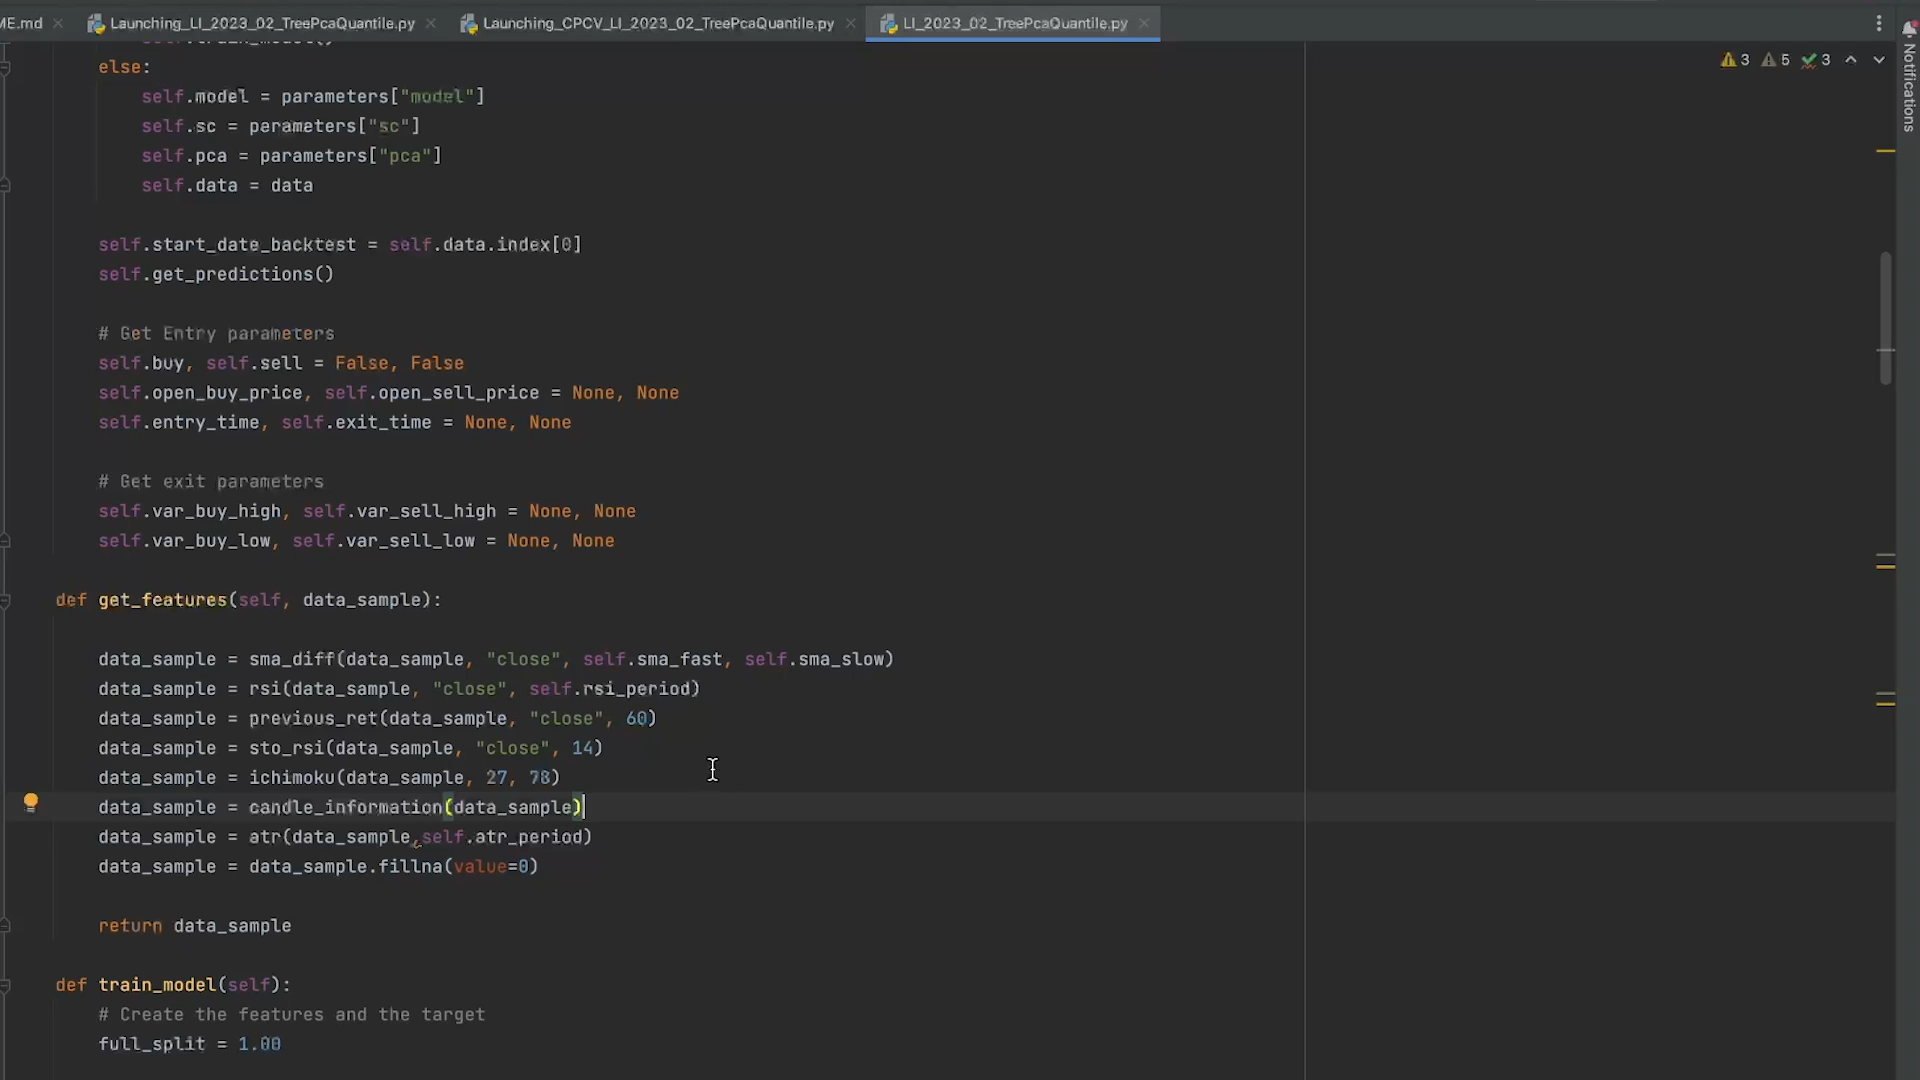 ME.md
Launching_LI_2023_02_TreePcaQuantile.py
Launching_CPCV_LI_2023_02_TreePcaQuantile.py
LI_2023_02_TreePcaQuantile.py
3 5 3
Notifications
else:
self.model = parameters["model"]
self.sc = parameters["sc"]
self.pca = parameters["pca"]
self.data = data
self.start_date_backtest = self.data.index[0]
self.get_predictions()
# Get Entry parameters
self.buy, self.sell = False, False
self.open_buy_price, self.open_sell_price = None, None
self.entry_time, self.exit_time = None, None
# Get exit parameters
self.var_buy_high, self.var_sell_high = None, None
self.var_buy_low, self.var_sell_low = None, None
def get_features(self, data_sample):
data_sample = sma_diff(data_sample, "close", self.sma_fast, self.sma_slow)
data_sample = rsi(data_sample, "close", self.rsi_period)
data_sample = previous_ret(data_sample, "close", 60)
data_sample = sto_rsi(data_sample, "close", 14)
data_sample = ichimoku(data_sample, 27, 78)
data_sample = candle_information(data_sample)
data_sample = atr(data_sample,self.atr_period)
data_sample = data_sample.fillna(value=0)
return data_sample
def train_model(self):
# Create the features and the target
full_split = 1.00